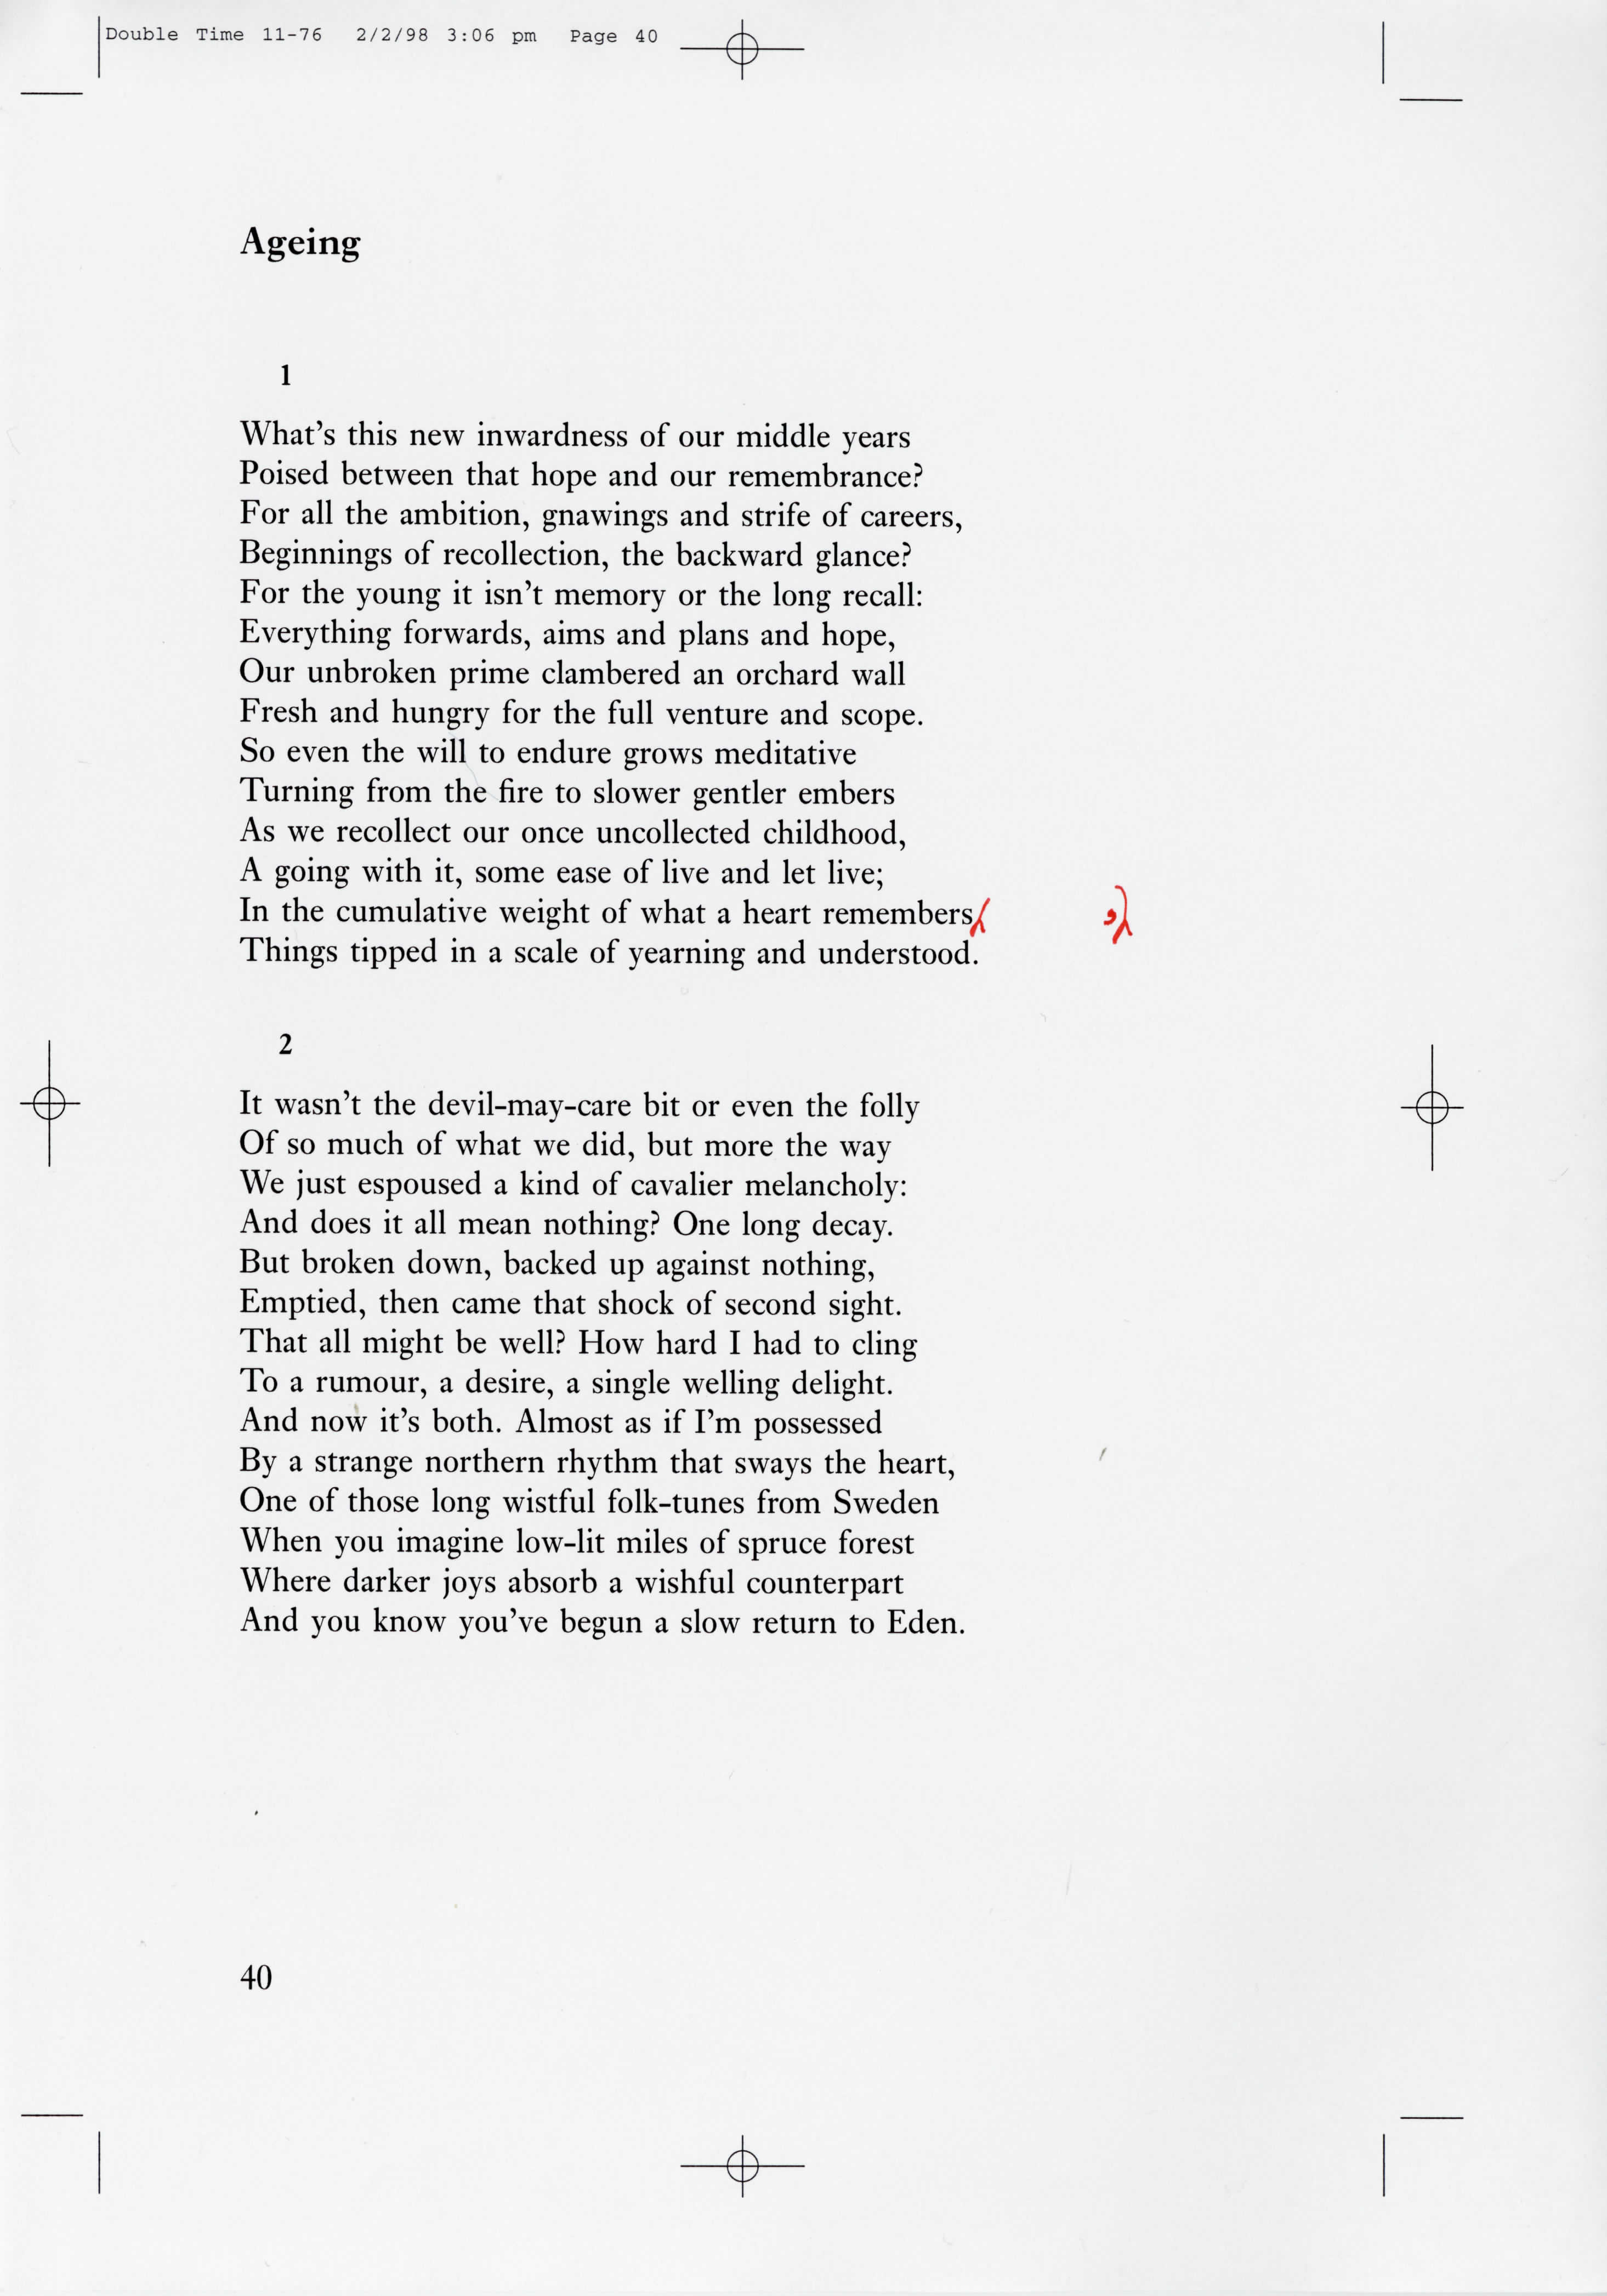 Double Time 11-76 2/2/98 3:06 pm Page 40
Ageing
1
What’s this new inwardness of our middle years
Poised between that hope and our remembrance?
For all the ambition, gnawings and strife of careers,
Beginnings of recollection, the backward glance?
For the young it isn’t memory or the long recall:
Everything forwards, aims and plans and hope,
Our unbroken prime clambered an orchard wall
Fresh and hungry for the full venture and scope.
So even the will to endure grows meditative
Turning from the fire to slower gentler embers
As we recollect our once uncollected childhood,
A going with it, some ease of live and let live;
In the cumulative weight of what a heart remembers
,
Things tipped in a scale of yearning and understood.
2
It wasn’t the devil-may-care bit or even the folly
Of so much of what we did, but more the way
We just espoused a kind of cavalier melancholy:
And does it all mean nothing? One long decay.
But broken down, backed up against nothing,
Emptied, then came that shock of second sight.
That all might be well? How hard I had to cling
To a rumour, a desire, a single welling delight.
And now it’s both. Almost as if I’m possessed
By a strange northern rhythm that sways the heart,
One of those long wistful folk-tunes from Sweden
When you imagine low-lit miles of spruce forest
Where darker joys absorb a wishful counterpart
And you know you’ve begun a slow return to Eden.
40